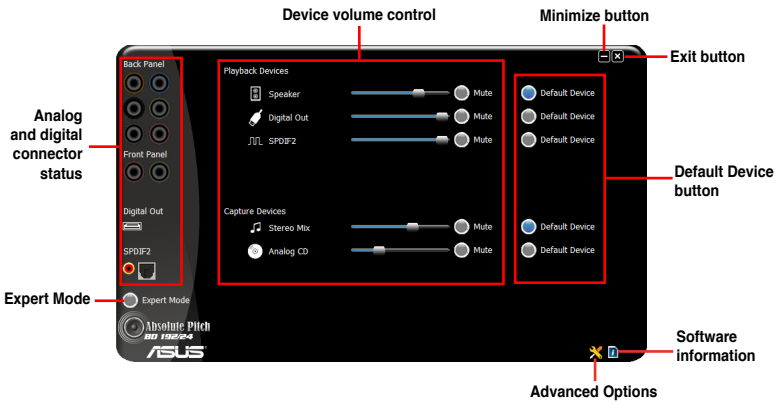 Device volume control
Minimize button
Exit button
Analog
and digital
connector
status
Back Panel
Front Panel
Digital Out
SPDIF2
Expert Mode
Expert Mode
Absolute Pitch
BD 192/24
ASUS
Playback Devices
Speaker
Mute
Default Device
Digital Out
Mute
Default Device
SPDIF2
Mute
Default Device
Capture Devices
Stereo Mix
Mute
Default Device
Analog CD
Mute
Default Device
Default Device
button
Software
information
Advanced Options